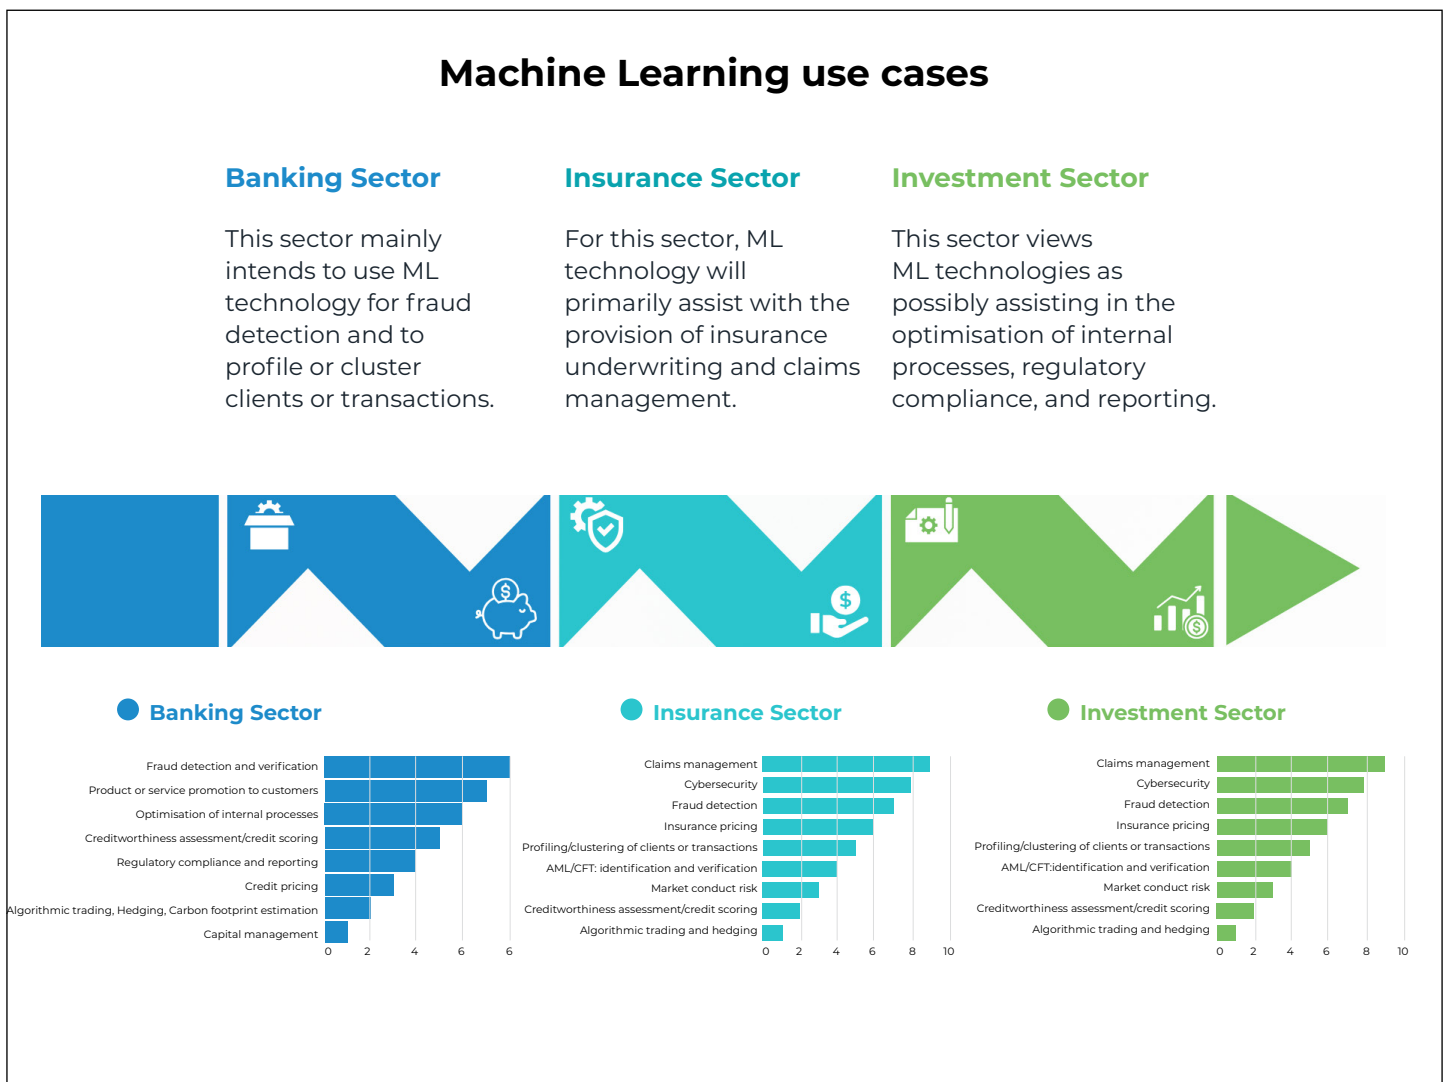 Machine Learning use cases
Banking Sector
This sector mainly
intends to use ML
technology for fraud
detection and to
profile or cluster
clients or transactions.
Insurance Sector
For this sector, ML
technology will
primarily assist with the
provision of insurance
underwriting and claims
management.
Investment Sector
This sector views
ML technologies as
possibly assisting in the
optimisation of internal
processes, regulatory
compliance, and reporting.
$
$
$
Banking Sector
Fraud detection and verification
Product or service promotion to customers
Optimisation of internal processes
Creditworthiness assessment/credit scoring
Regulatory compliance and reporting
Credit pricing
Algorithmic trading, Hedging, Carbon footprint estimation
Capital management
0 2 4 6 6
Insurance Sector
Claims management
Cybersecurity
Fraud detection
Insurance pricing
Profiling/clustering of clients or transactions
AML/CFT: identification and verification
Market conduct risk
Creditworthiness assessment/credit scoring
Algorithmic trading and hedging
0 2 4 6 8 10
Investment Sector
Claims management
Cybersecurity
Fraud detection
Insurance pricing
Profiling/clustering of clients or transactions
AML/CFT:identification and verification
Market conduct risk
Creditworthiness assessment/credit scoring
Algorithmic trading and hedging
0 2 4 6 8 10